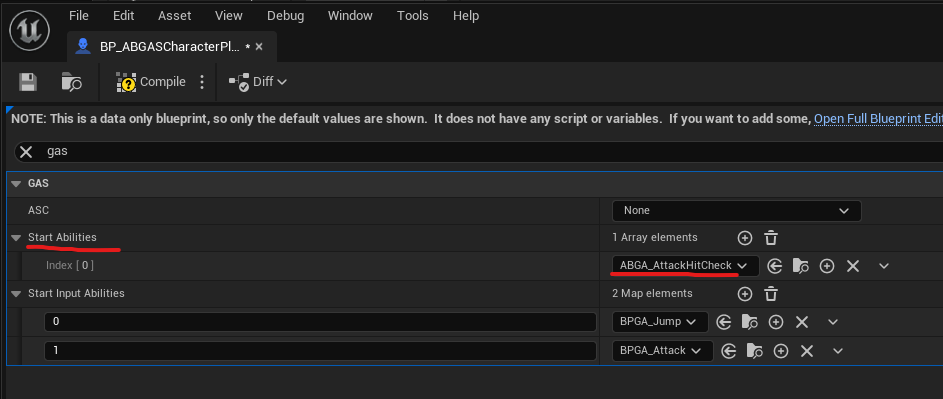 File Edit Asset View Debug Window Tools Help
BP_ABGASCharacterPl... •
Compile Diff
NOTE: This is a data only blueprint, so only the default values are shown. It does not have any script or variables. If you want to add some, Open Full Blueprint Edit
gas
GAS
ASC None
Start Abilities 1 Array elements
Index [ 0 ] ABGA_AttackHitCheck
Start Input Abilities 2 Map elements
0 BPGA_Jump
1 BPGA_Attack